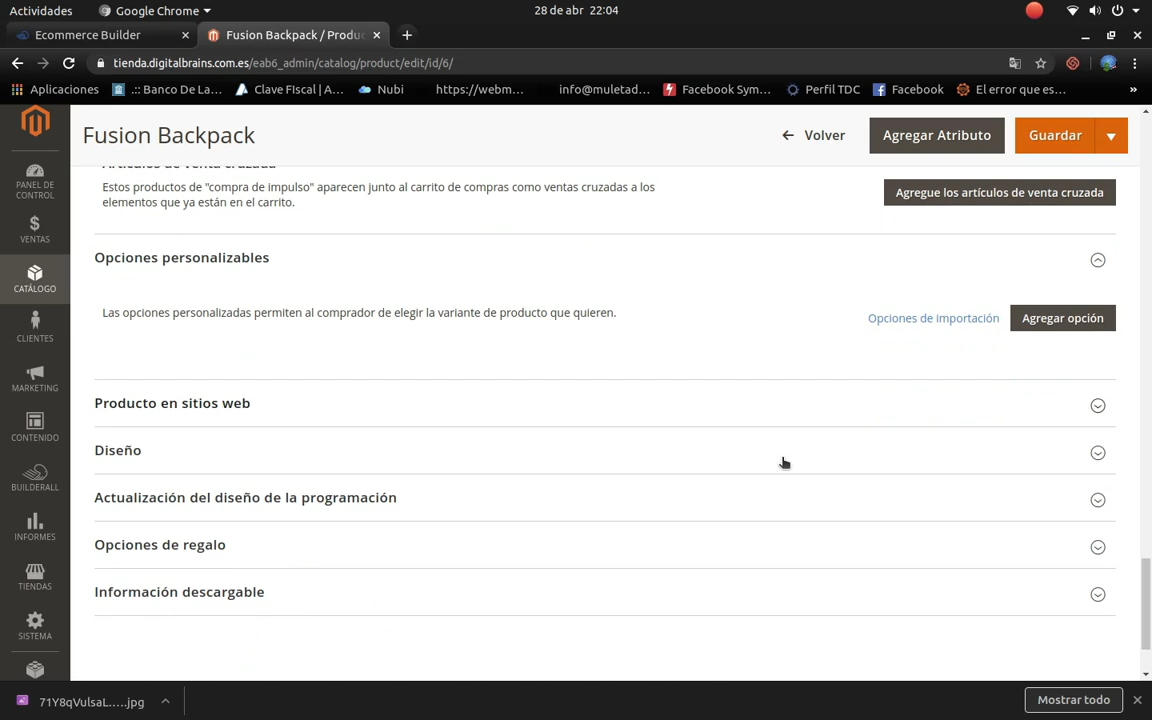 Actividades
Google Chrome
28 de abr 22:04
Ecommerce Builder
Fusion Backpack / Produc
tienda.digitalbrains.com.es/eab6_admin/catalog/product/edit/id/6/
Aplicaciones
.:: Banco De La...
Clave FIscal | A...
Nubi
https://webm...
info@muletad...
Facebook Sym...
Perfil TDC
Facebook
El error que es...
»
Fusion Backpack
Volver
Agregar Atributo
Guardar
PANEL DE
CONTROL
VENTAS
CATÁLOGO
CLIENTES
MARKETING
CONTENIDO
BUILDERALL
INFORMES
TIENDAS
SISTEMA
Artículos de venta cruzada
Estos productos de "compra de impulso" aparecen junto al carrito de compras como ventas cruzadas a los
elementos que ya están en el carrito.
Agregue los artículos de venta cruzada
Opciones personalizables
Las opciones personalizadas permiten al comprador de elegir la variante de producto que quieren.
Opciones de importación
Agregar opción
Producto en sitios web
Diseño
Actualización del diseño de la programación
Opciones de regalo
Información descargable
71Y8qVulsaL.....jpg
Mostrar todo